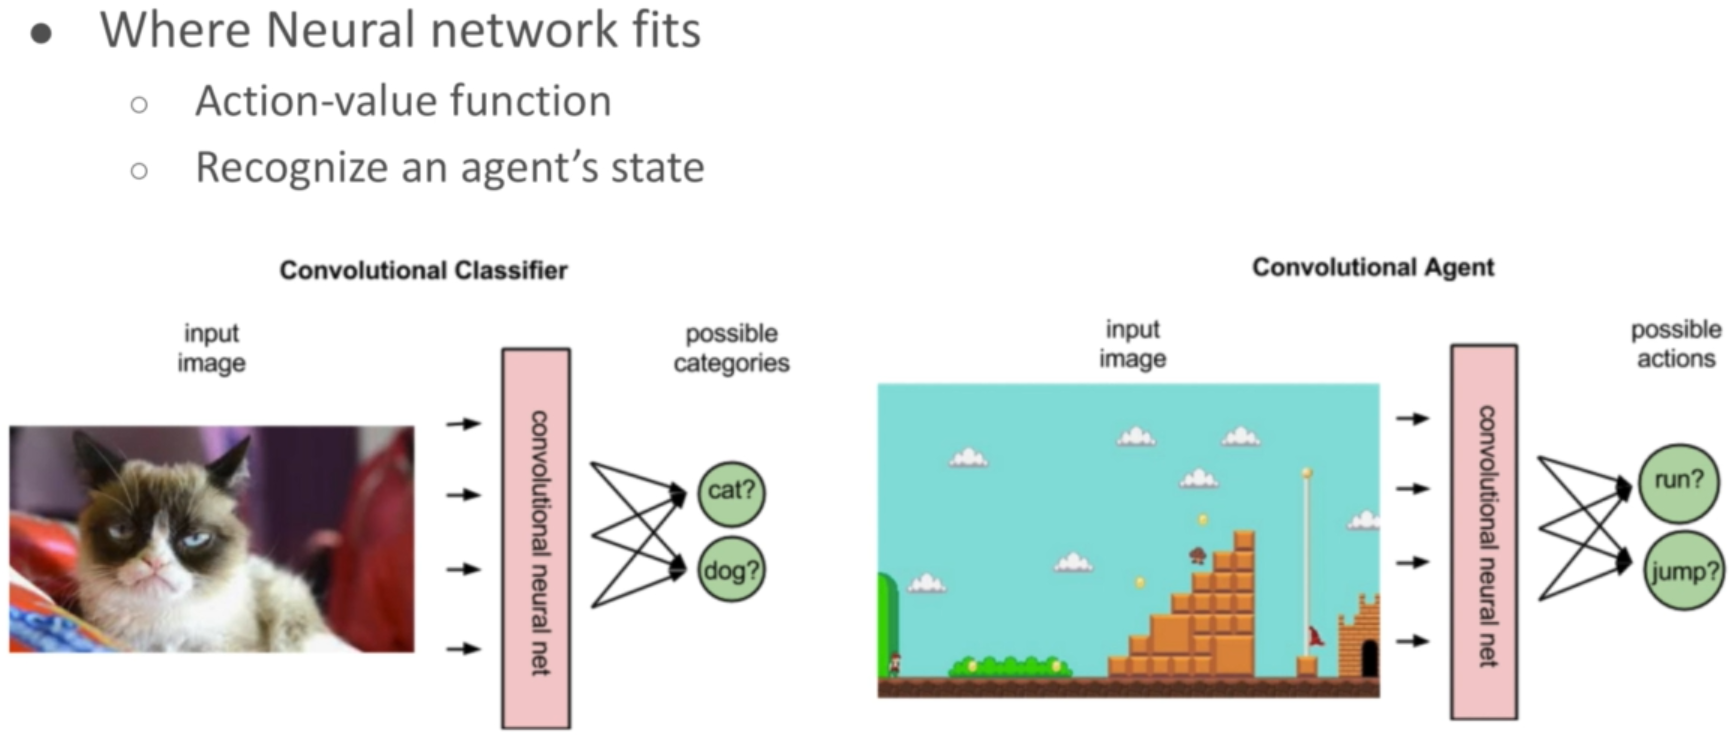 ● Where Neural network fits
○ Action-value function
○ Recognize an agent's state
Convolutional Classifier
input
image
convolutional neural net
possible
categories
cat?
dog?
Convolutional Agent
input
image
convolutional neural net
possible
actions
run?
jump?